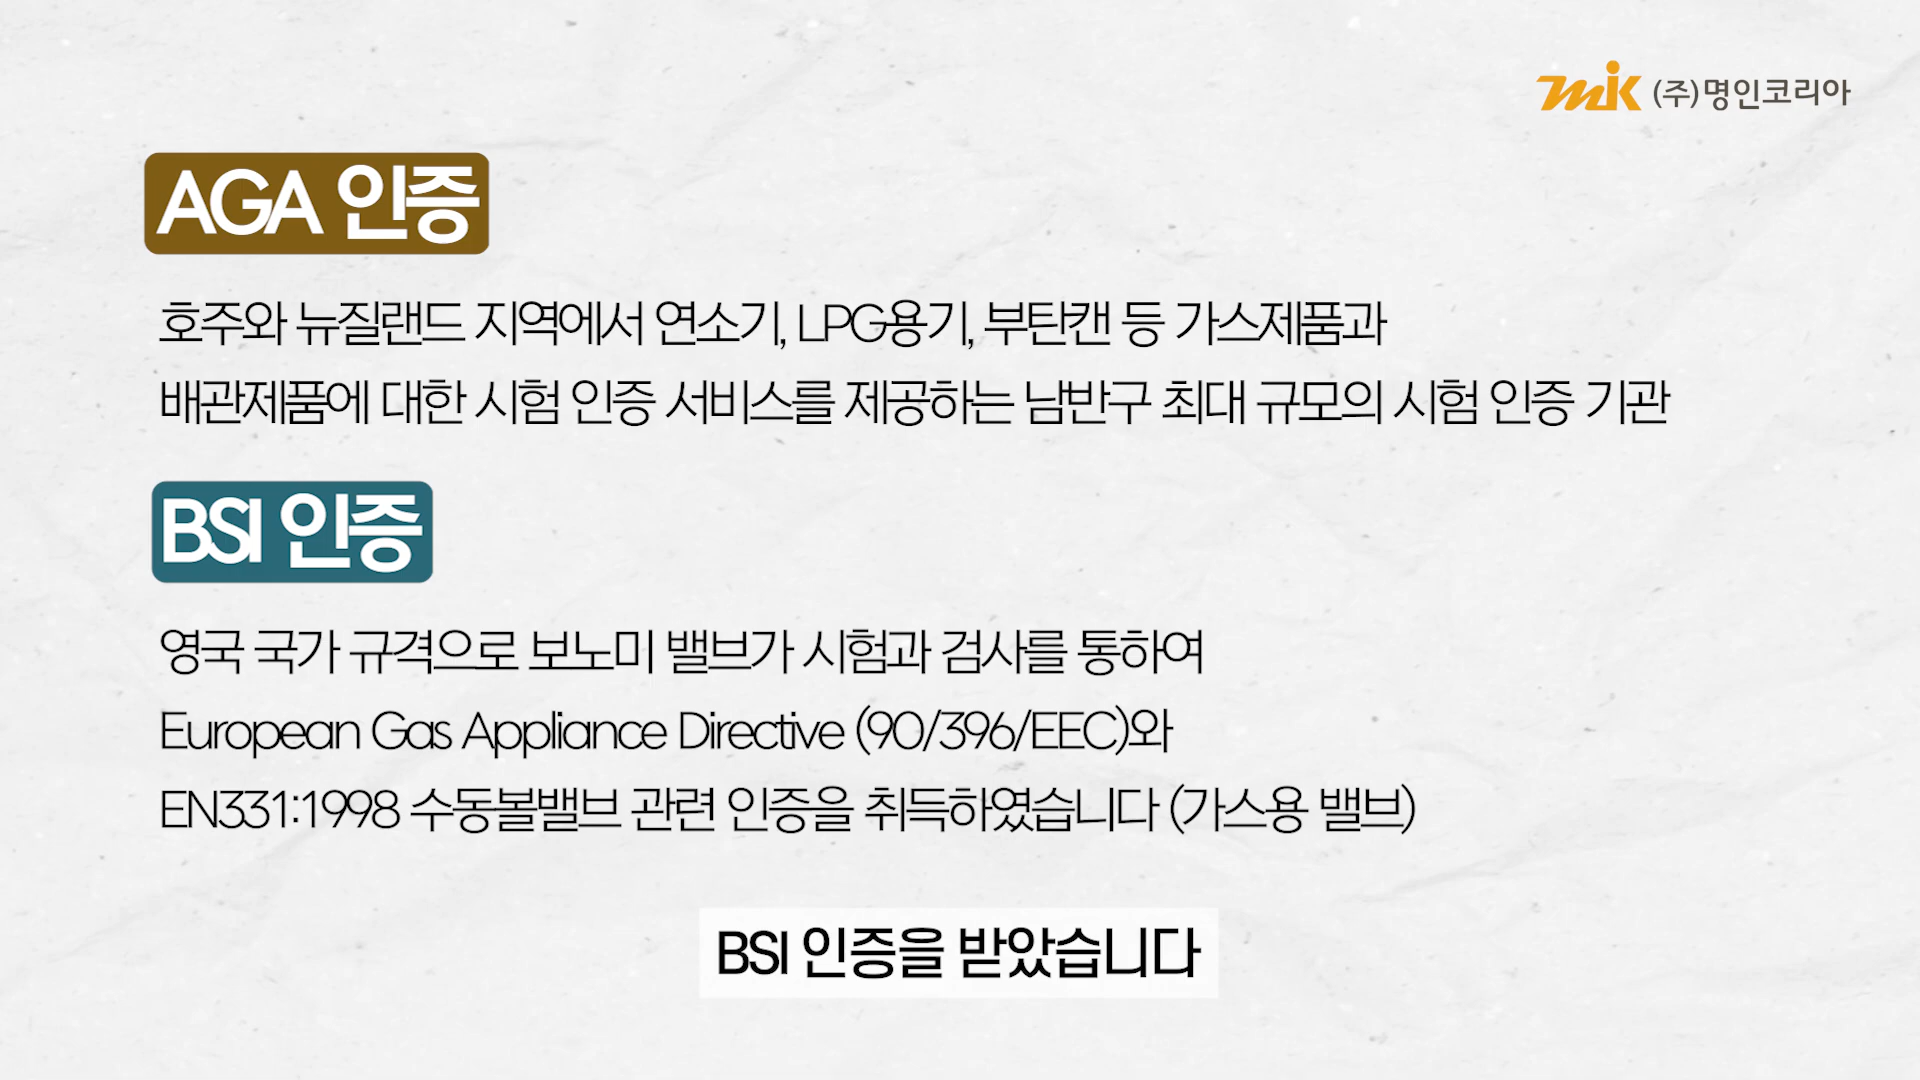 mik (주)명인코리아
AGA 인증
호주와 뉴질랜드 지역에서 연소기, LPG용기, 부탄캔 등 가스제품과
배관제품에 대한 시험 인증 서비스를 제공하는 남반구 최대 규모의 시험 인증 기관
BSI 인증
영국 국가 규격으로 보노미 밸브가 시험과 검사를 통하여
European Gas Appliance Directive (90/396/EEC)와
EN331:1998 수동볼밸브 관련 인증을 취득하였습니다 (가스용 밸브)
BSI 인증을 받았습니다